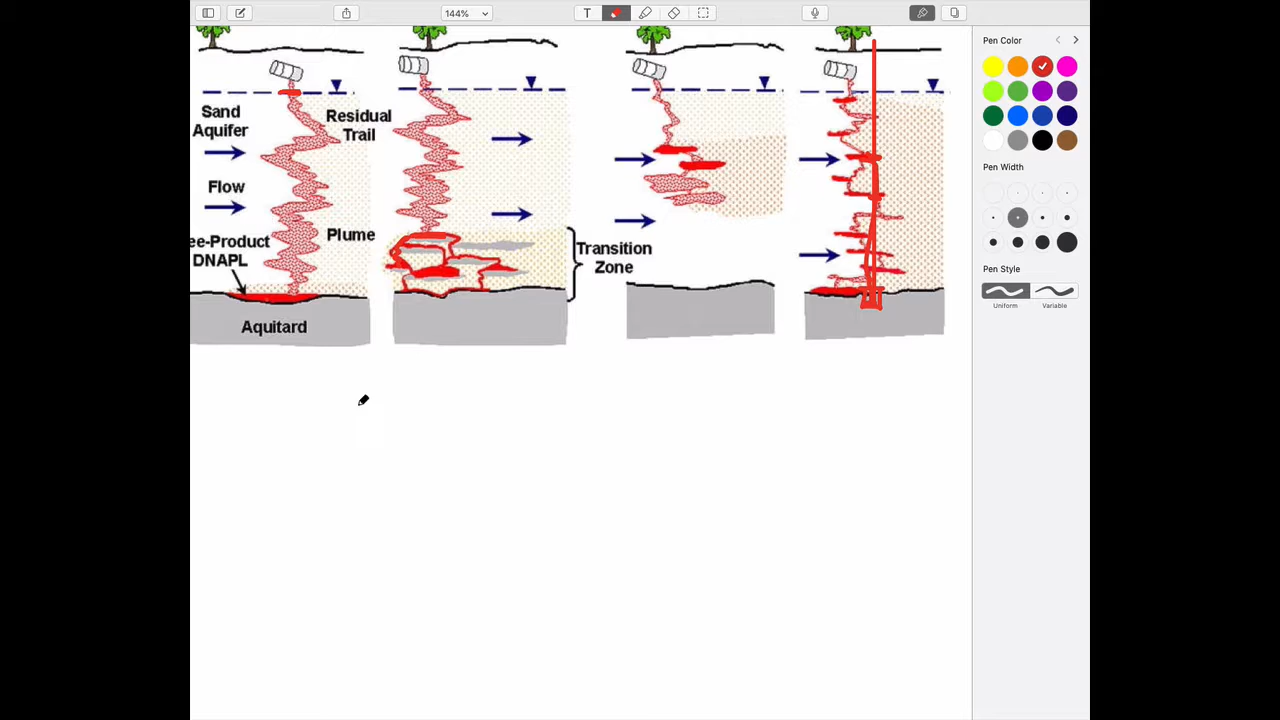 144%
T
Pen Color
Sand
Aquifer
Residual
Trail
Flow
Pen Width
Plume
ee-Product
DNAPL
Transition
Zone
Pen Style
Uniform
Variable
Aquitard